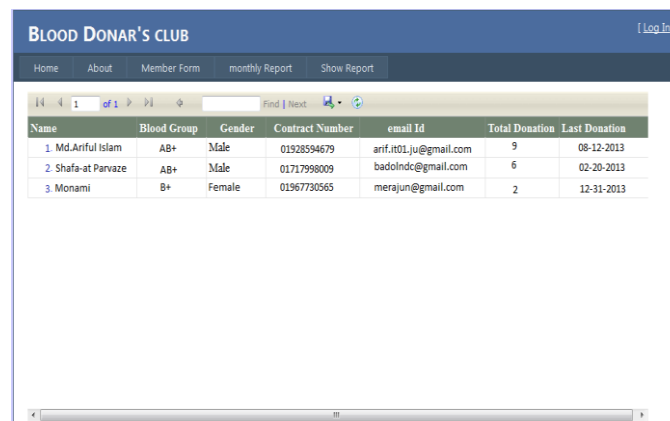 BLOOD DONAR'S CLUB
[ Log In
Home About Member Form monthly Report Show Report
1 of 1 Find | Next
Name Blood Group Gender Contract Number email Id Total Donation Last Donation
1. Md.Ariful Islam AB+ Male 01928594679 arif.it01.ju@gmail.com 9 08-12-2013
2. Shafa-at Parvaze AB+ Male 01717998009 badolndc@gmail.com 6 02-20-2013
3. Monami B+ Female 01967730565 merajun@gmail.com 2 12-31-2013